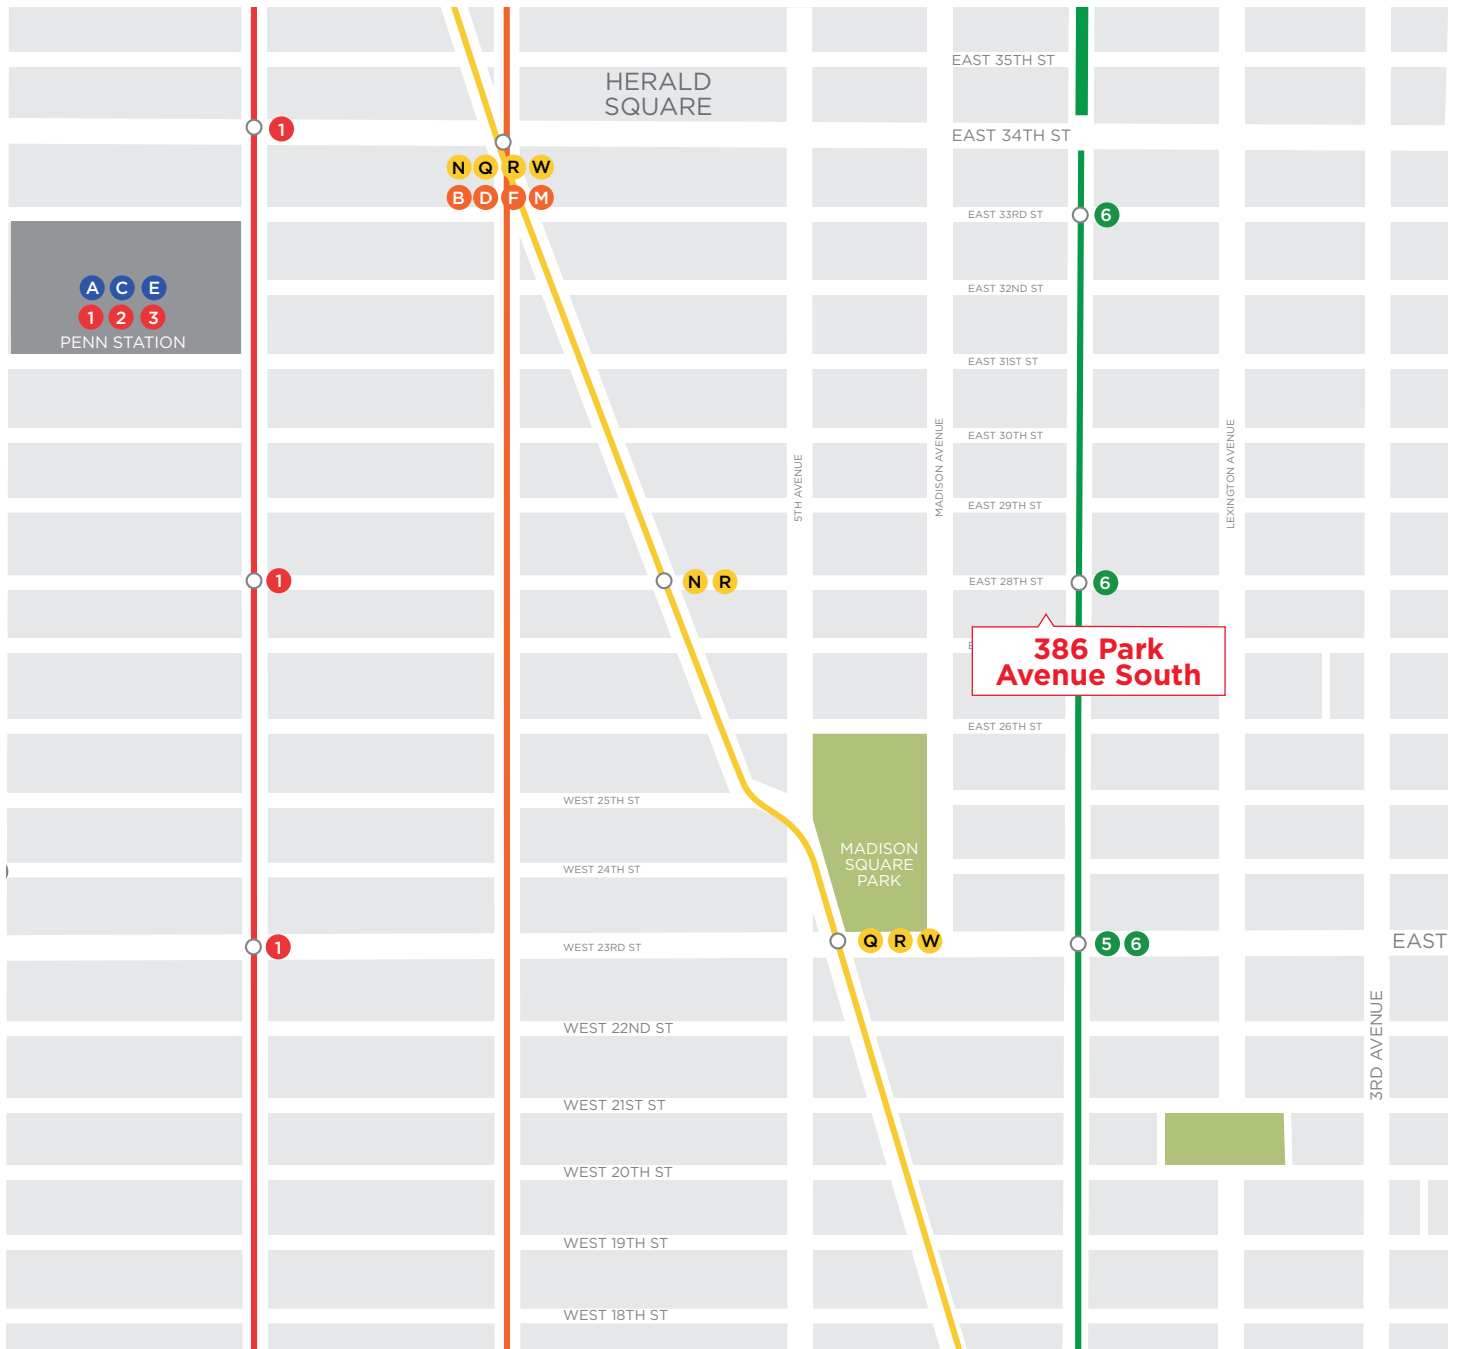 EAST 35TH ST
HERALD
SQUARE
1
EAST 34TH ST
N Q R W
B D F M
EAST 33RD ST
6
A C E
1 2 3
PENN STATION
EAST 32ND ST
EAST 31ST ST
EAST 30TH ST
5TH AVENUE
MADISON AVENUE
LEXINGTON AVENUE
EAST 29TH ST
1
N R
EAST 28TH ST
6
386 Park
Avenue South
EAST 26TH ST
WEST 25TH ST
MADISON
SQUARE
PARK
WEST 24TH ST
1
WEST 23RD ST
Q R W
5 6
EAST
3RD AVENUE
WEST 22ND ST
WEST 21ST ST
WEST 20TH ST
WEST 19TH ST
WEST 18TH ST